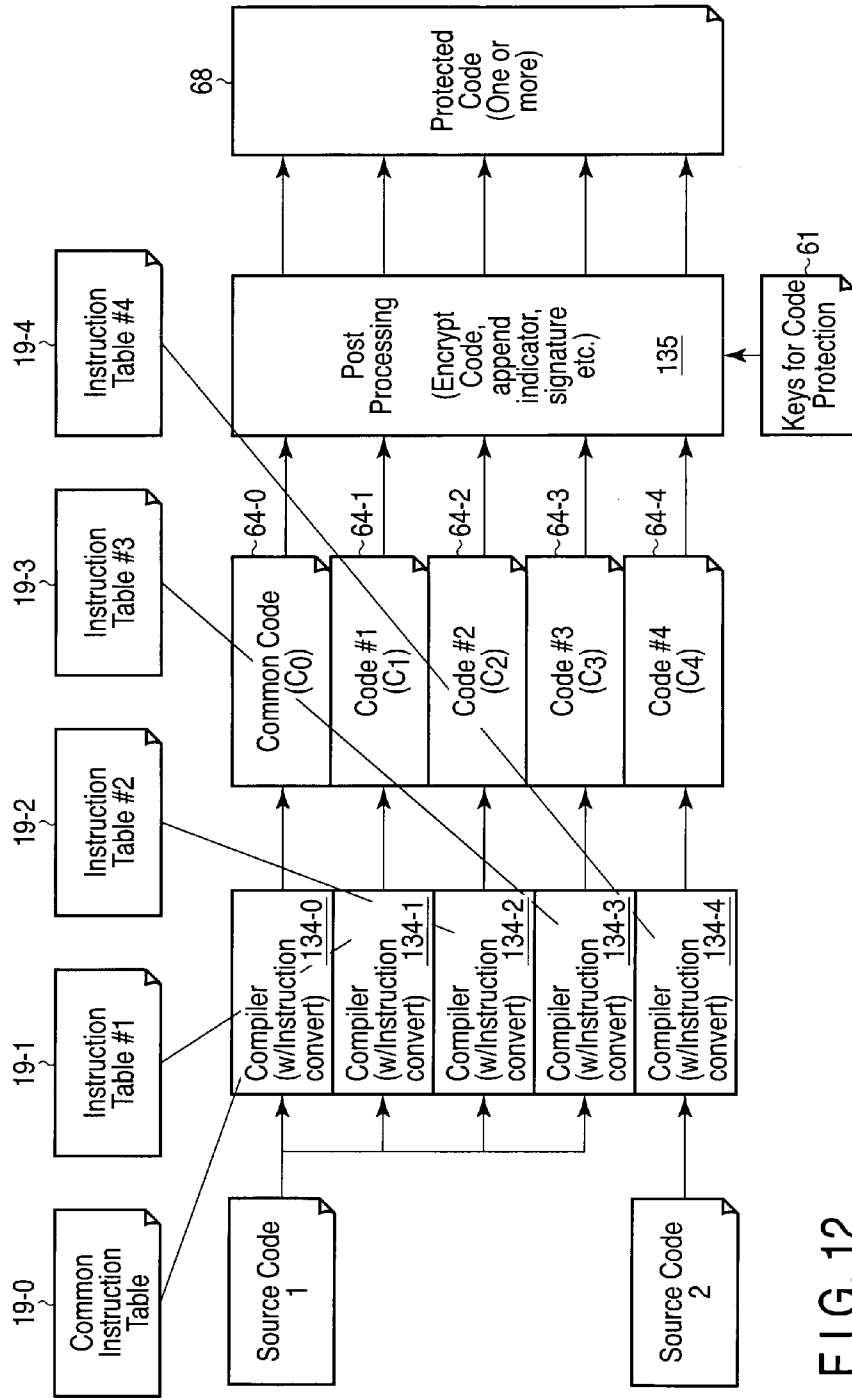 19-0
Common
Instruction
Table
19-1
Instruction
Table #1
19-2
Instruction
Table #2
19-3
Instruction
Table #3
19-4
Instruction
Table #4
Source Code
1
Source Code
2
Compiler
(w/Instruction
convert) 134-0
Compiler
(w/Instruction
convert) 134-1
Compiler
(w/Instruction
convert) 134-2
Compiler
(w/Instruction
convert) 134-3
Compiler
(w/Instruction
convert) 134-4
Common Code
(C0)
64-0
Code #1
(C1)
64-1
Code #2
(C2)
64-2
Code #3
(C3)
64-3
Code #4
(C4)
64-4
Post
Processing
(Encrypt
Code,
append
indicator,
signature
etc.)
135
Keys for Code
Protection
61
68
Protected
Code
(One or
more)
FIG. 12